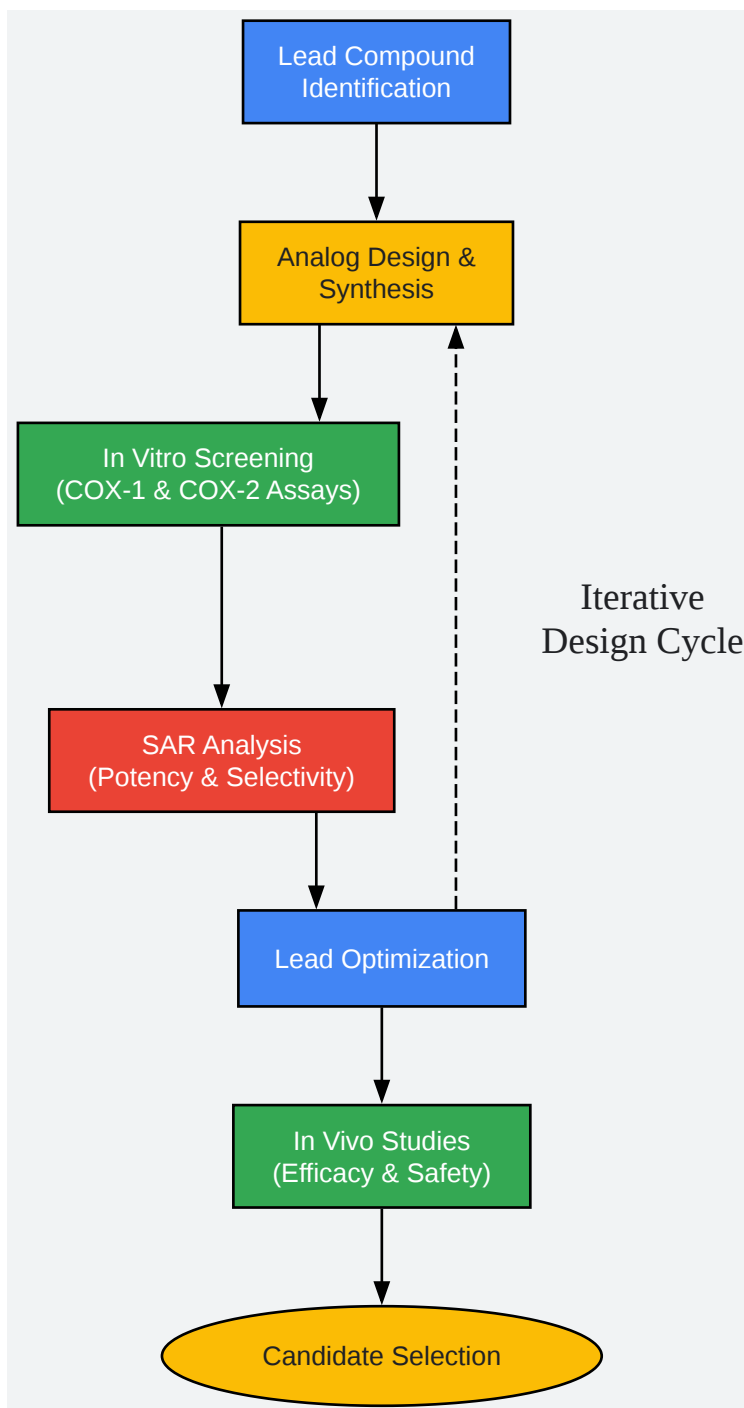 Lead Compound
Identification
Analog Design &
Synthesis
In Vitro Screening
(COX-1 & COX-2 Assays)
Iterative
Design Cycle
SAR Analysis
(Potency & Selectivity)
Lead Optimization
In Vivo Studies
(Efficacy & Safety)
Candidate Selection